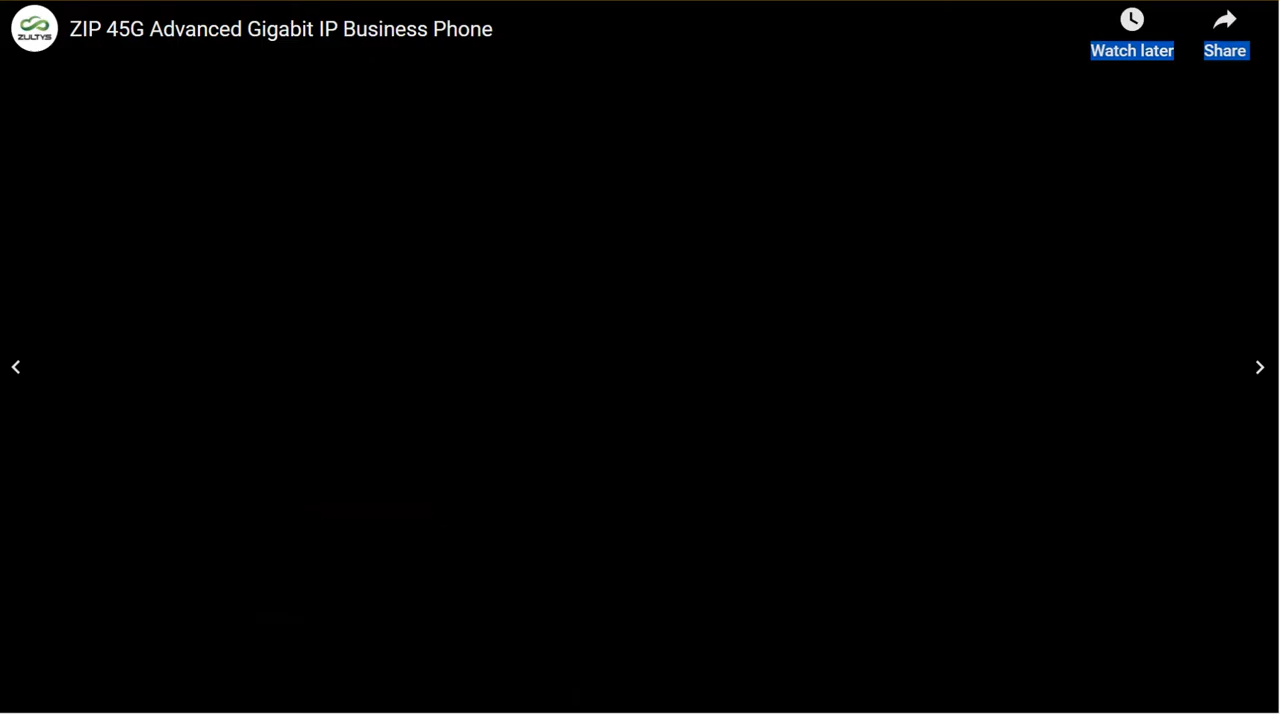 ZULTYS
ZIP 45G Advanced Gigabit IP Business Phone
Watch later
Share